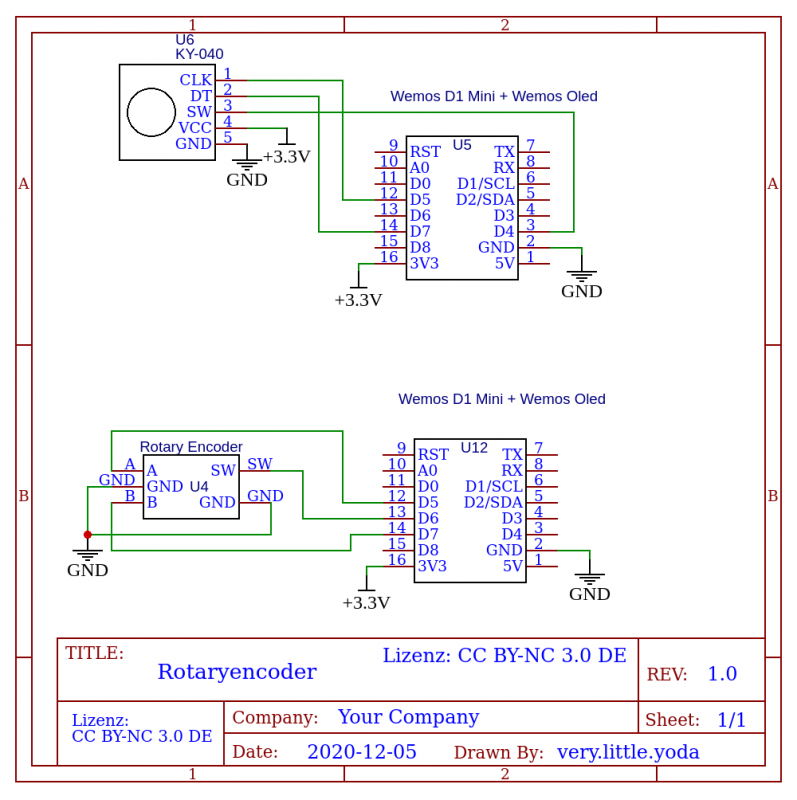 1 2
U6
KY-040
CLK 1
DT 2
SW 3
VCC 4
GND 5
+3.3V
GND
Wemos D1 Mini + Wemos Oled
U5
9 RST TX 7
10 A0 RX 8
11 D0 D1/SCL 6
12 D5 D2/SDA 5
13 D6 D3 4
14 D7 D4 3
15 D8 GND 2
16 3V3 5V 1
+3.3V
GND
A A
Wemos D1 Mini + Wemos Oled
Rotary Encoder
A A SW SW
GND GND U4
B B GND GND
GND
U12
9 RST TX 7
10 A0 RX 8
11 D0 D1/SCL 6
12 D5 D2/SDA 5
13 D6 D3 4
14 D7 D4 3
15 D8 GND 2
16 3V3 5V 1
+3.3V
GND
B B
TITLE:
Rotaryencoder
Lizenz: CC BY-NC 3.0 DE
REV: 1.0
Lizenz:
CC BY-NC 3.0 DE
Company: Your Company
Sheet: 1/1
Date: 2020-12-05 Drawn By: very.little.yoda
1 2